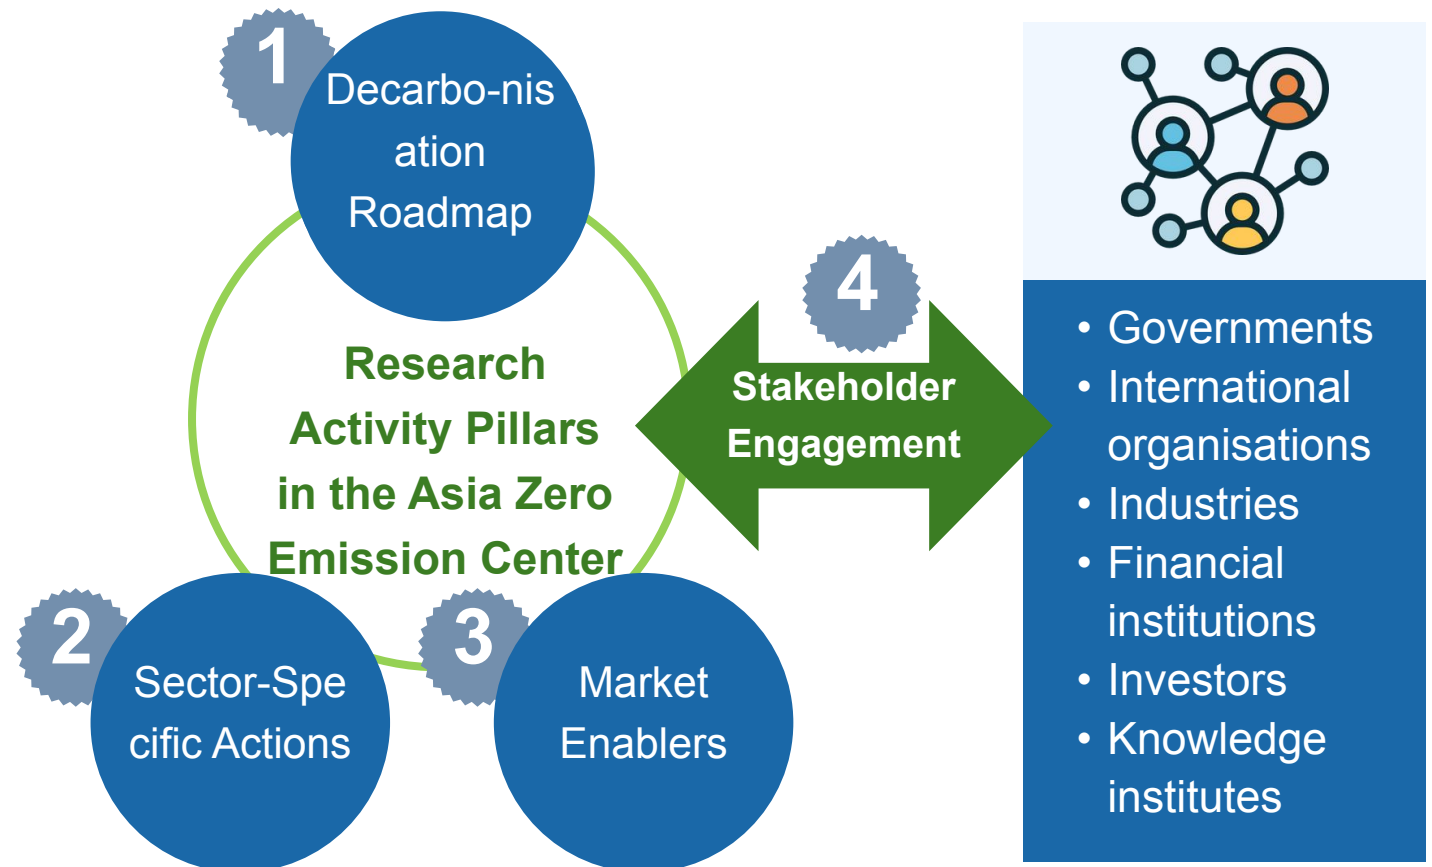 1
Decarbo-nis
ation
Roadmap
Research
Activity Pillars
in the Asia Zero
Emission Center
2
Sector-Spe
cific Actions
3
Market
Enablers
4
Stakeholder
Engagement
• Governments
• International
organisations
• Industries
• Financial
institutions
• Investors
• Knowledge
institutes